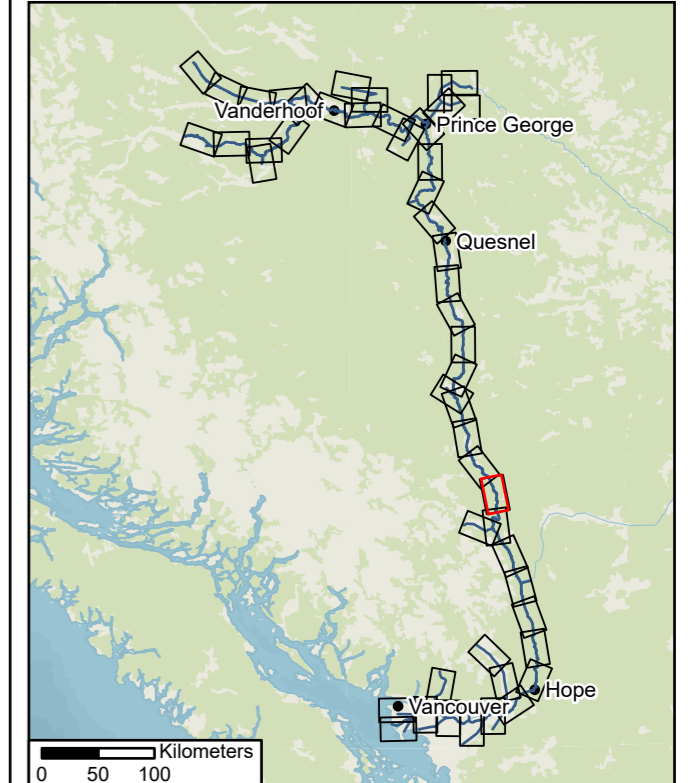 Vanderhoof
Prince George
Quesnel
Hope
Vancouver
Kilometers
0 50 100